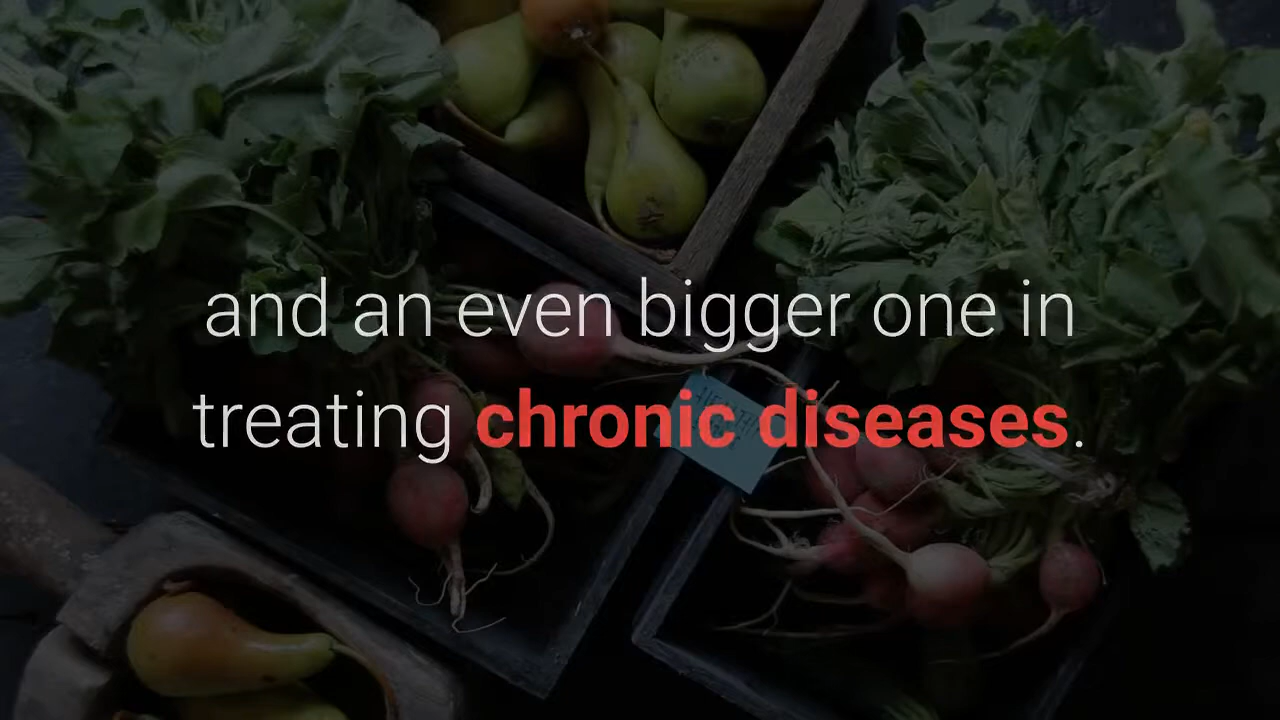 and an even bigger one in
treating chronic diseases.